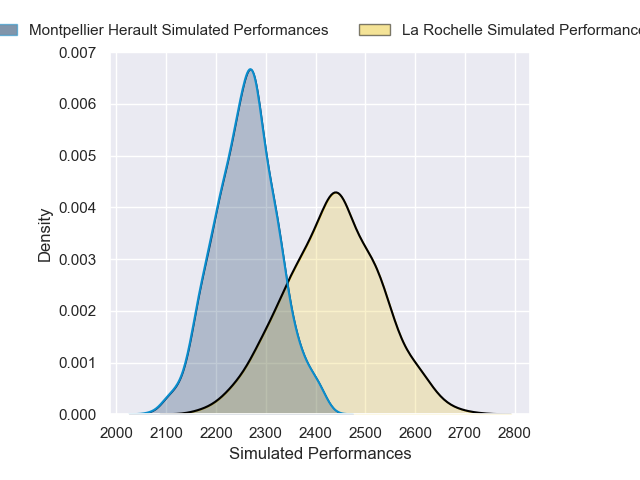 Montpellier Herault Simulated Performances
La Rochelle Simulated
0.007
0.006
0.005
0.004
0.003
0.002
0.001
0.000
Density
2000 2100 2200 2300 2400 2500 2600 2700 2800
Simulated Performances